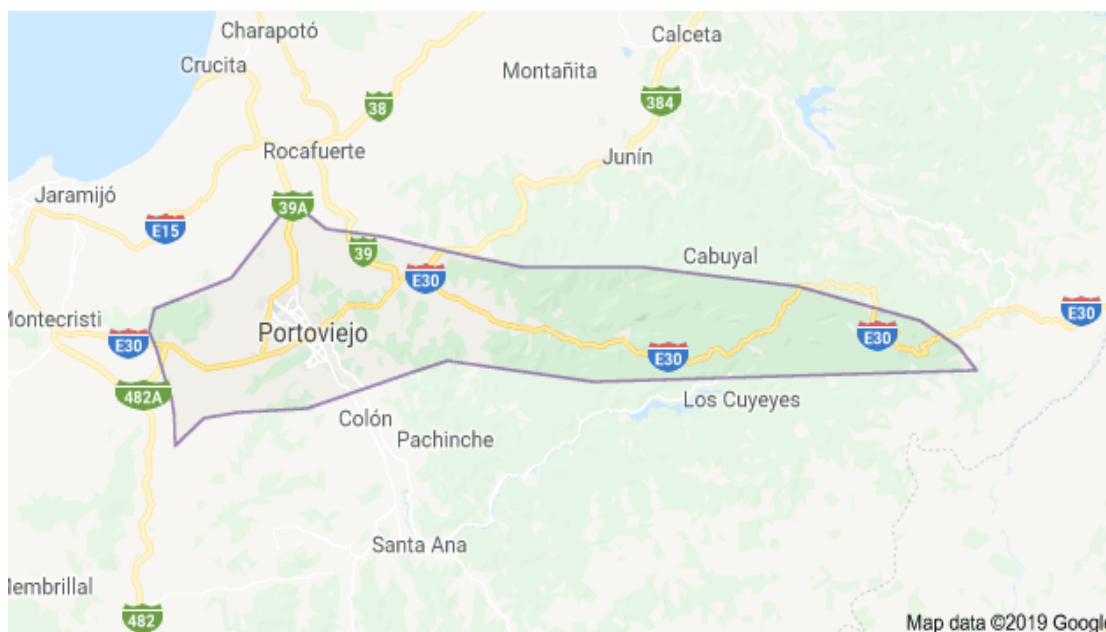 Charapotó
Calceta
Crucita
Montañita
384
38
Rocafuerte
Junín
Jaramijó
39A
E15
39
Cabuyal
E30
Montecristi
Portoviejo
E30
E30
E30
E30
482A
Los Cuyeyes
Colón
Pachinche
Santa Ana
482
Map data ©2019 Google